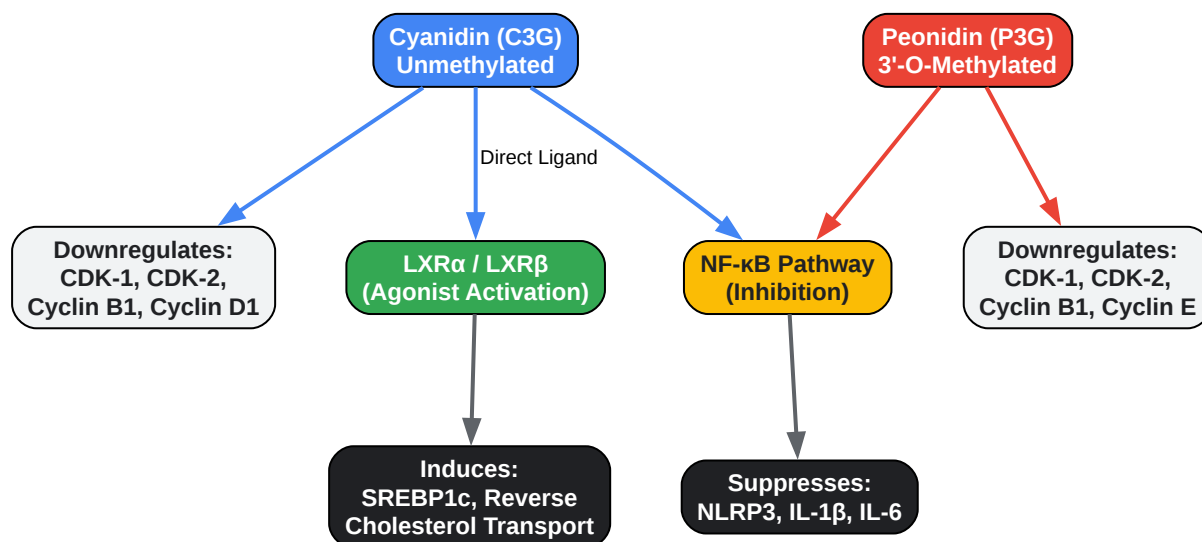 Cyanidin (C3G)
Unmethylated
Peonidin (P3G)
3'-O-Methylated
Direct Ligand
Downregulates:
CDK-1, CDK-2,
Cyclin B1, Cyclin D1
LXRα / LXRβ
(Agonist Activation)
NF-κB Pathway
(Inhibition)
Downregulates:
CDK-1, CDK-2,
Cyclin B1, Cyclin E
Induces:
SREBP1c, Reverse
Cholesterol Transport
Suppresses:
NLRP3, IL-1β, IL-6